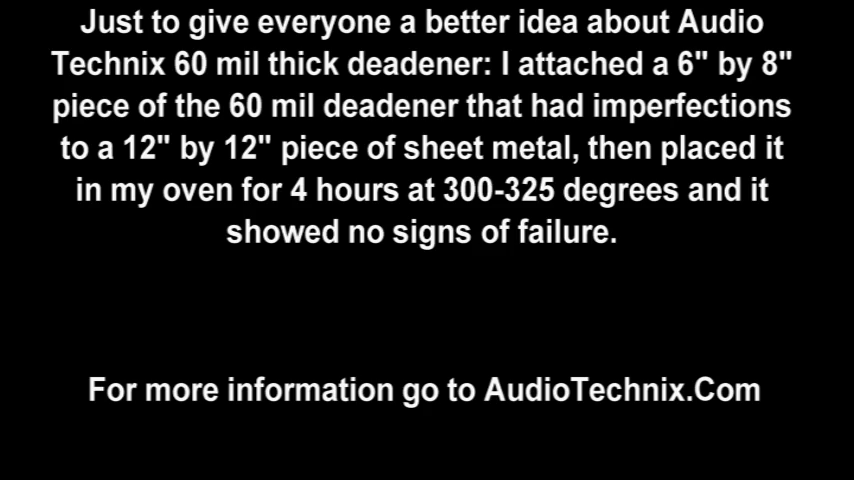 Just to give everyone a better idea about Audio
Technix 60 mil thick deadener: I attached a 6" by 8"
piece of the 60 mil deadener that had imperfections
to a 12" by 12" piece of sheet metal, then placed it
in my oven for 4 hours at 300-325 degrees and it
showed no signs of failure.
For more information go to AudioTechnix.Com